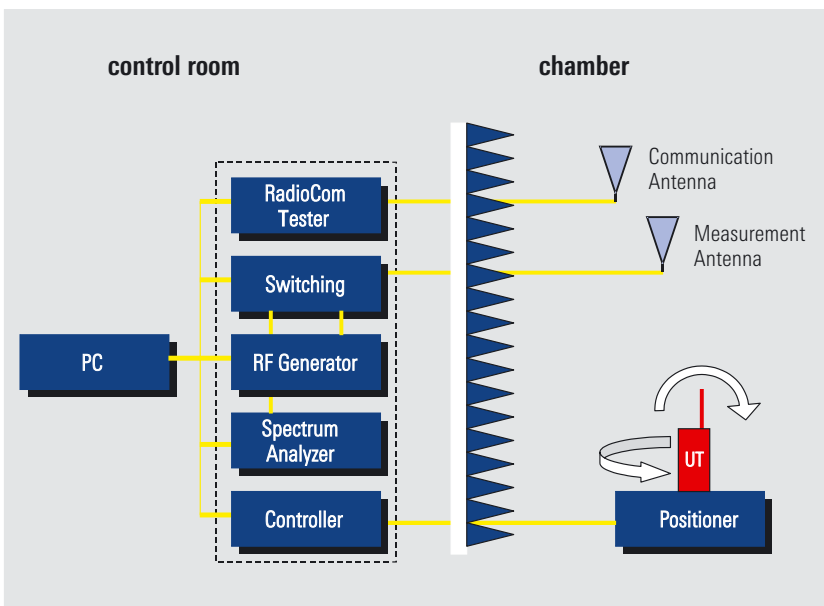 control room
chamber
RadioCom
Tester
Communication
Antenna
Switching
Measurement
Antenna
PC
RF Generator
Spectrum
Analyzer
UT
Controller
Positioner